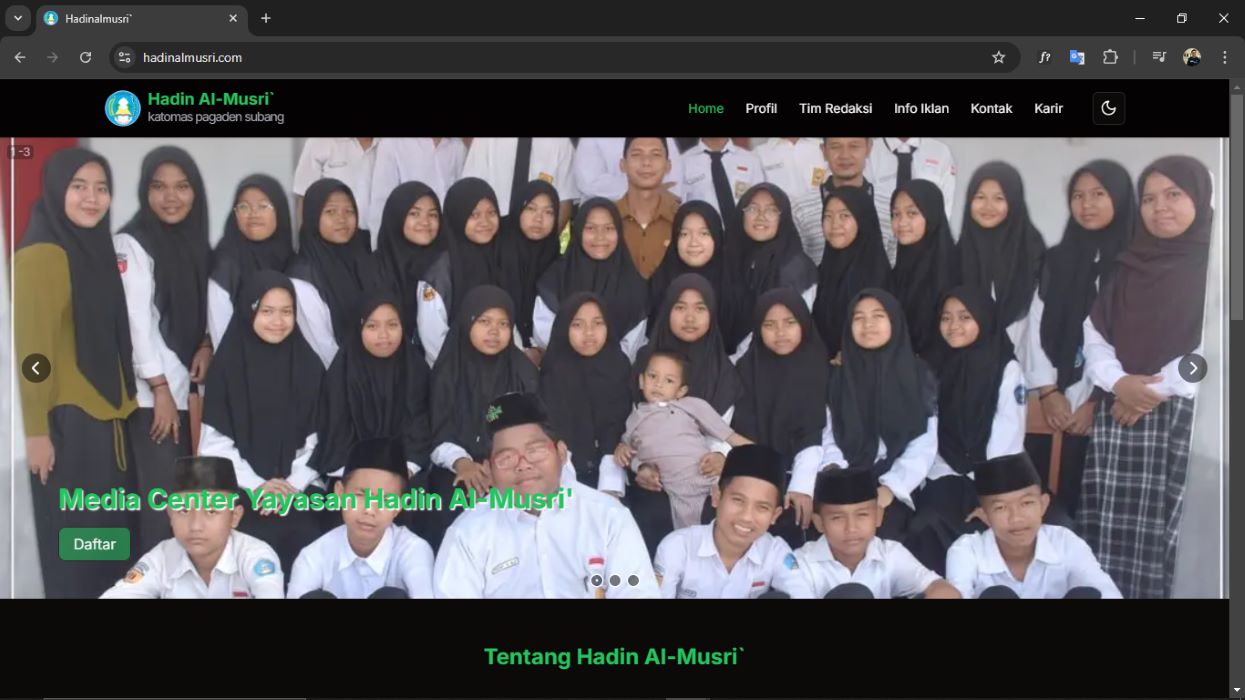 Hadinalmusri`
hadinalmusri.com
f?
Hadin Al-Musri`
katomas pagaden subang
Home
Profil
Tim Redaksi
Info Iklan
Kontak
Karir
1 -3
Media Center Yayasan Hadin Al-Musri'
Daftar
Tentang Hadin Al-Musri`